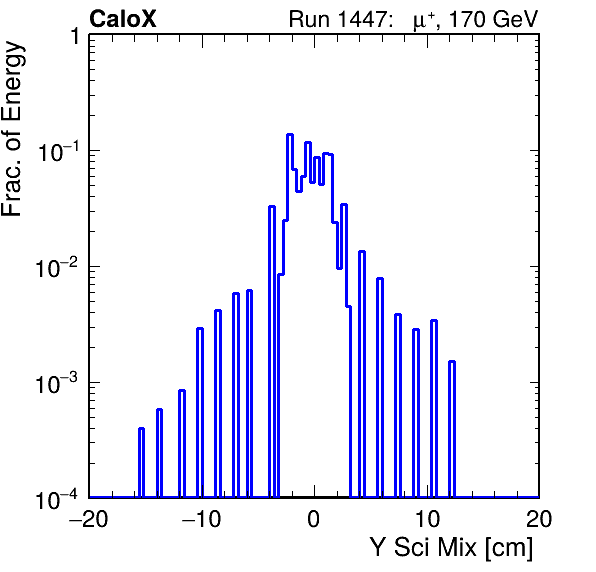 CaloX Run 1447: μ⁺, 170 GeV
Frac. of Energy
1
10⁻¹
10⁻²
10⁻³
10⁻⁴
−20 −10 0 10 20
Y Sci Mix [cm]